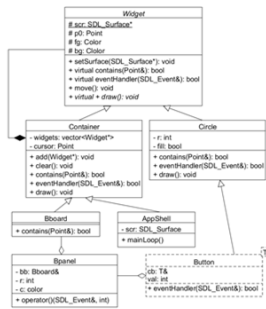 Widget
# scr: SDL_Surface*
# p0: Point
# fg: Color
# bg: Clolor
+ setSurface(SDL_Surface*): void
+ virtual contains(Point&): bool
+ virtual eventHandler(SDL_Event&): bool
+ move(): void
+ virtual + draw(): void
Container
- widgets: vector<Widget*>
- cursor: Point
+ add(Widget*): void
+ clear(): void
+ contains(Point&): bool
+ eventHandler(SDL_Event&): bool
+ draw(): void
Circle
- r: int
- fill: bool
+ contains(Point&): bool
+ eventHandler(SDL_Event&): bool
+ draw(): void
Bboard
+ contains(Point&): bool
AppShell
- scr: SDL_Surface
+ mainLoop()
Bpanel
- bb: Bboard&
- r: int
- c: color
+ operator()(SDL_Event&, int)
T
Button
cb: T&
val: int
+ eventHandler(SDL_Event&): bool